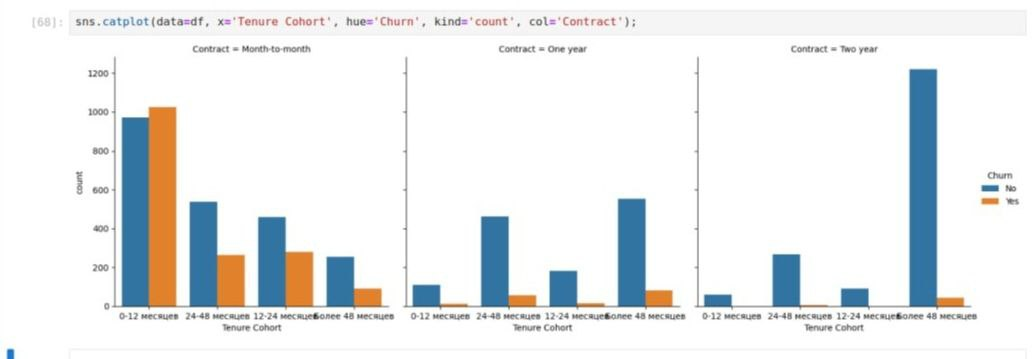 [68]: sns.catplot(data=df, x='Tenure Cohort', hue='Churn', kind='count', col='Contract');
Contract = Month-to-month
Contract = One year
Contract = Two year
1200
1000
800
600
400
200
0
count
0-12 месяцев 24-48 месяцев 12-24 месяцев Более 48 месяцев
Tenure Cohort
0-12 месяцев 24-48 месяцев 12-24 месяцев Более 48 месяцев
Tenure Cohort
0-12 месяцев 24-48 месяцев 12-24 месяцев Более 48 месяцев
Tenure Cohort
Churn
No
Yes